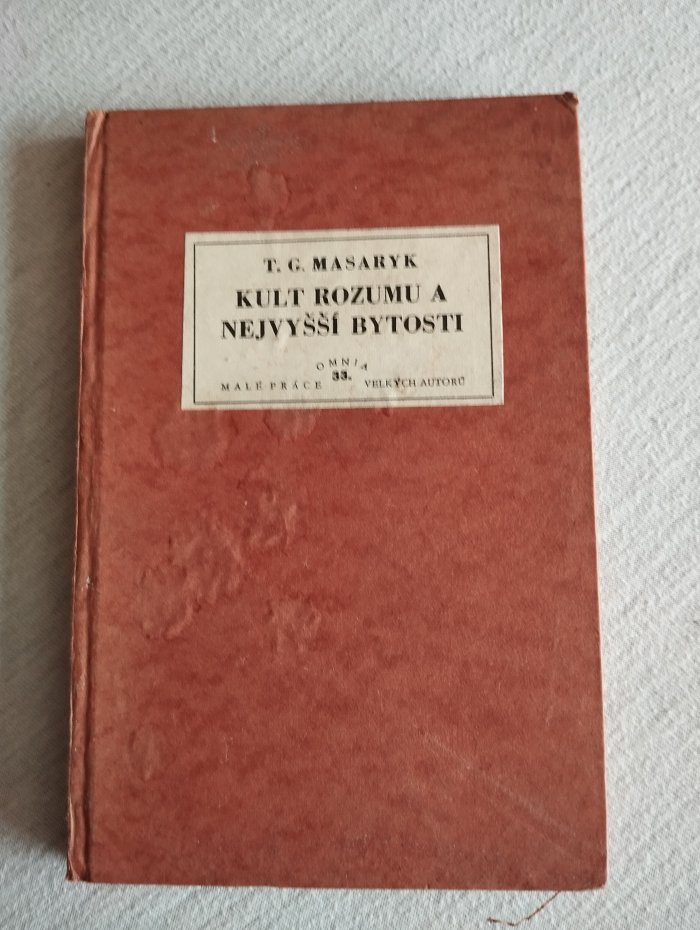 T. G. MASARYK
KULT ROZUMU A
NEJVYŠŠÍ BYTOSTI
OMNIA
MALÉ PRÁCE 33. VELKÝCH AUTORŮ